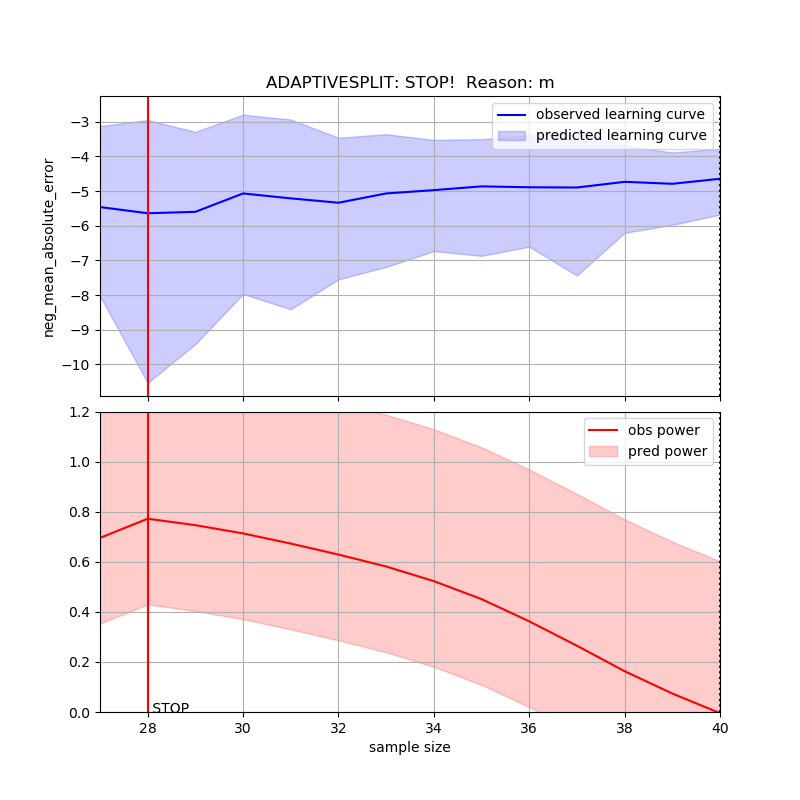 ADAPTIVESPLIT: STOP!  Reason: m
observed learning curve
predicted learning curve
neg_mean_absolute_error
−3
−4
−5
−6
−7
−8
−9
−10
obs power
pred power
1.2
1.0
0.8
0.6
0.4
0.2
0.0
STOP
28 30 32 34 36 38 40
sample size